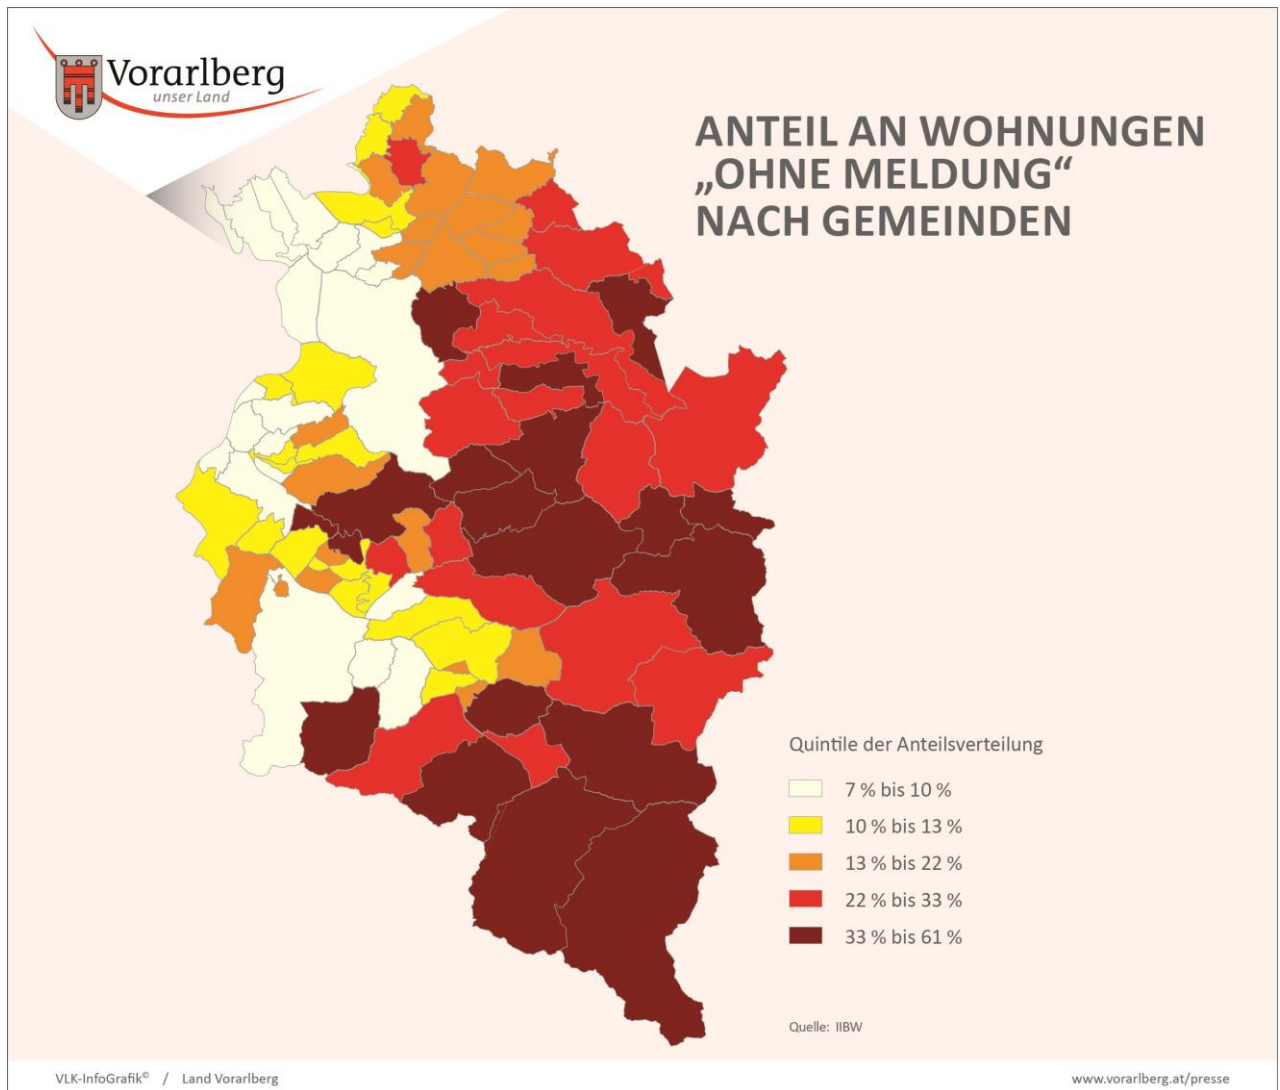 Vorarlberg
unser Land
ANTEIL AN WOHNUNGEN
„OHNE MELDUNG“
NACH GEMEINDEN
Quintile der Anteilsverteilung
7 % bis 10 %
10 % bis 13 %
13 % bis 22 %
22 % bis 33 %
33 % bis 61 %
Quelle: IIBW
VLK-InfoGrafik© / Land Vorarlberg
www.vorarlberg.at/presse